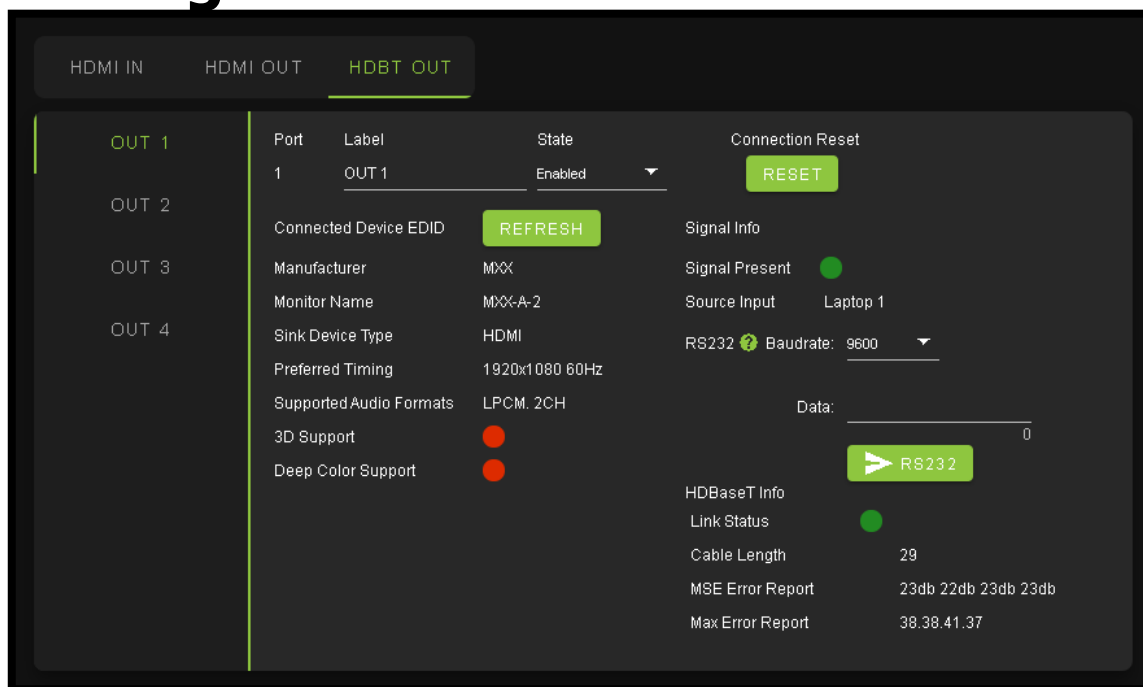 HDMI IN HDMI OUT HDBT OUT
OUT 1
OUT 2
OUT 3
OUT 4
Port Label State Connection Reset
1 OUT 1 Enabled RESET
Connected Device EDID REFRESH
Manufacturer MXX
Monitor Name MXX-A-2
Sink Device Type HDMI
Preferred Timing 1920x1080 60Hz
Supported Audio Formats LPCM. 2CH
3D Support
Deep Color Support
Signal Info
Signal Present
Source Input Laptop 1
RS232 ? Baudrate: 9600
Data:
0
RS232
HDBaseT Info
Link Status
Cable Length 29
MSE Error Report 23db 22db 23db 23db
Max Error Report 38.38.41.37